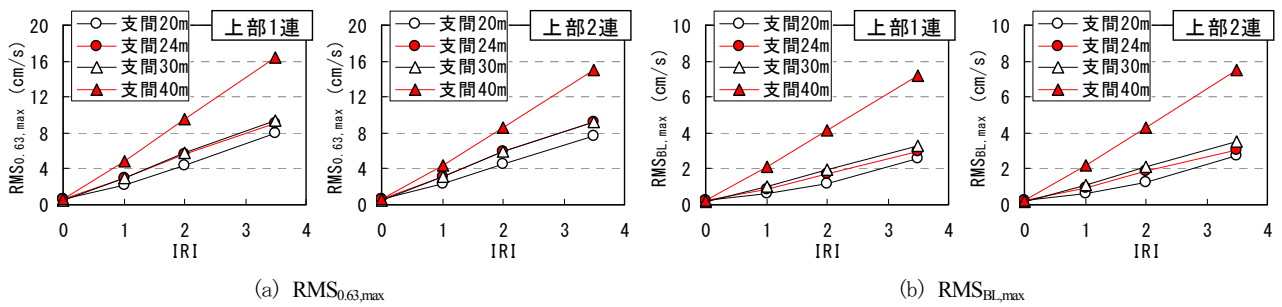 上部1連
支間20m
支間24m
支間30m
支間40m
RMS0.63,max (cm/s)
20
16
12
8
4
0
0 1 2 3 4
IRI
上部2連
支間20m
支間24m
支間30m
支間40m
RMS0.63,max (cm/s)
20
16
12
8
4
0
0 1 2 3 4
IRI
(a) RMS0.63,max
上部1連
支間20m
支間24m
支間30m
支間40m
RMSBL,max (cm/s)
10
8
6
4
2
0
0 1 2 3 4
IRI
上部2連
支間20m
支間24m
支間30m
支間40m
RMSBL,max (cm/s)
10
8
6
4
2
0
0 1 2 3 4
IRI
(b) RMSBL,max